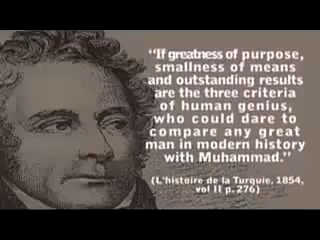 “If greatness of purpose,
smallness of means
and outstanding results
are the three criteria
of human genius,
who could dare to
compare any great
man in modern history
with Muhammad.”
(L'histoire de la Turquie, 1854,
vol II p. 276)